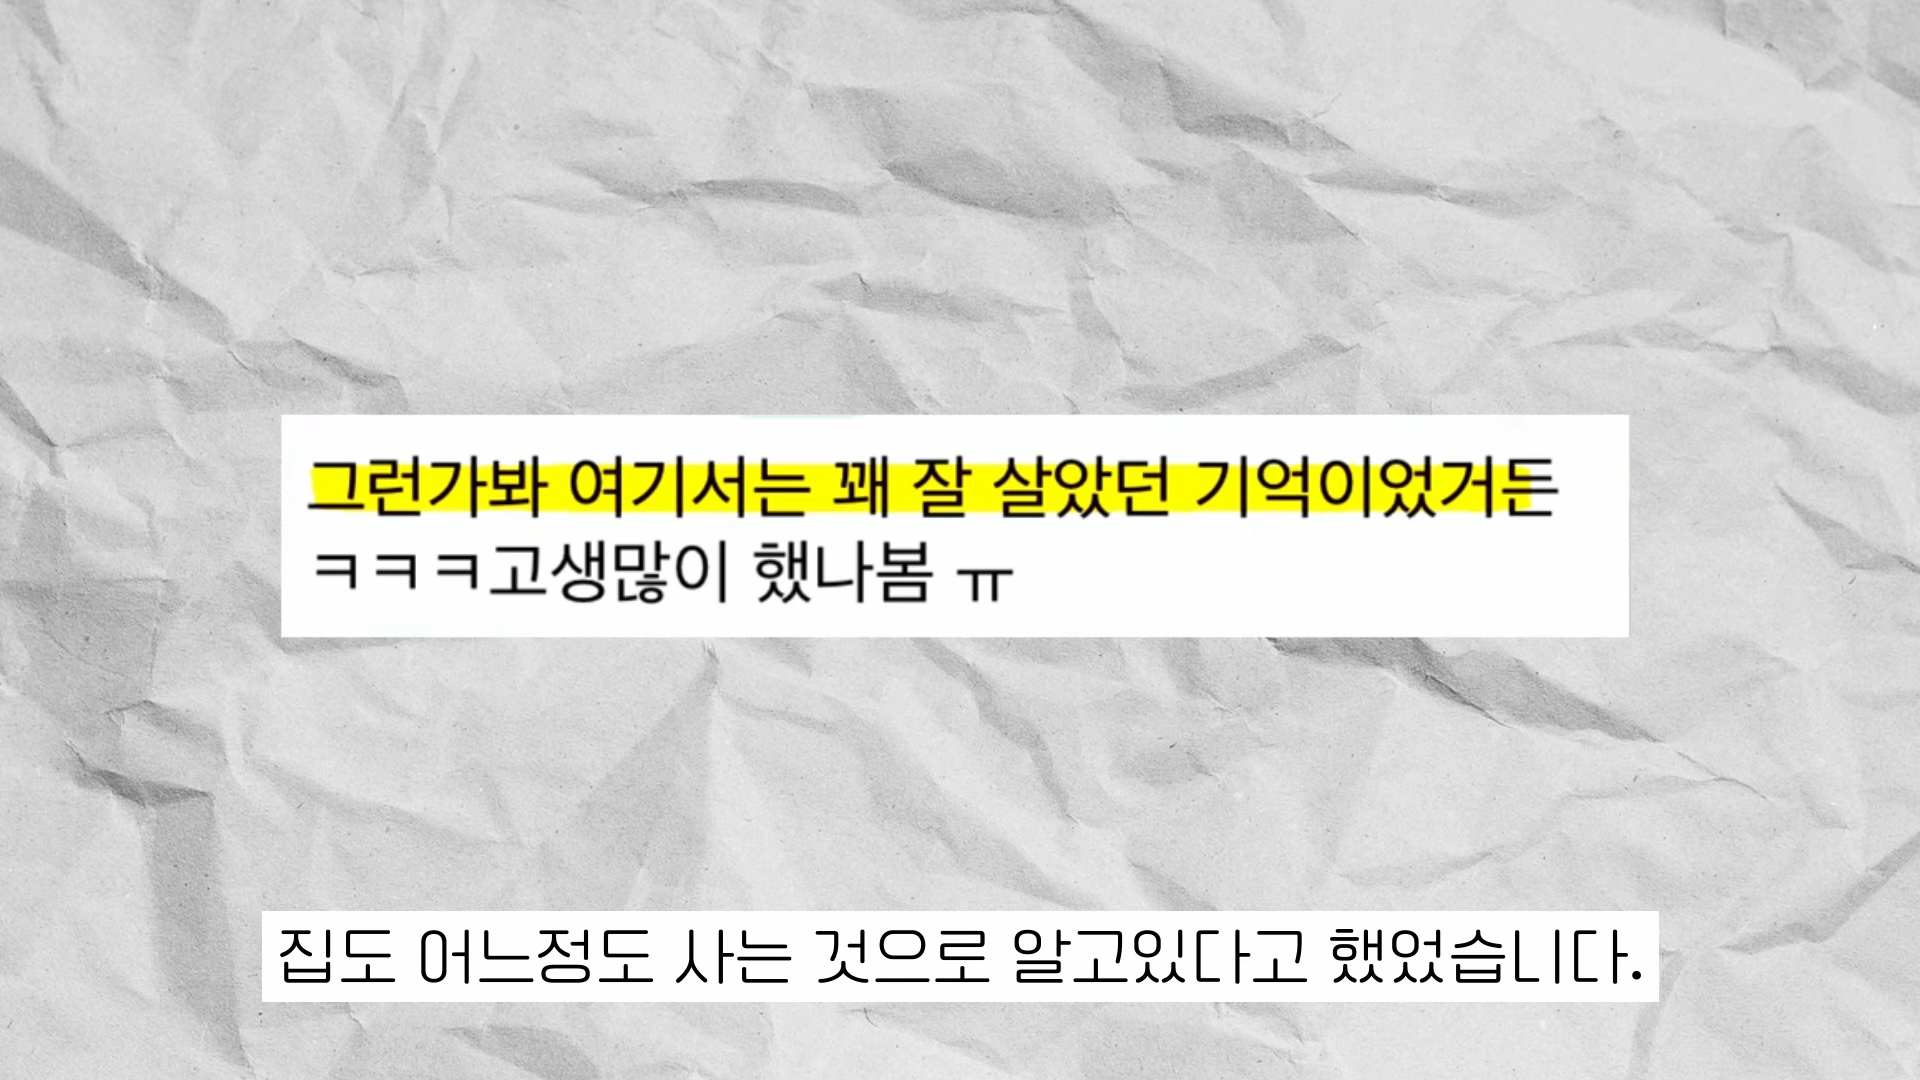 그런가봐 여기서는 꽤 잘 살았던 기억이었거든
ㅋㅋㅋ고생많이 했나봄 ㅠ
집도 어느정도 사는 것으로 알고있다고 했었습니다.